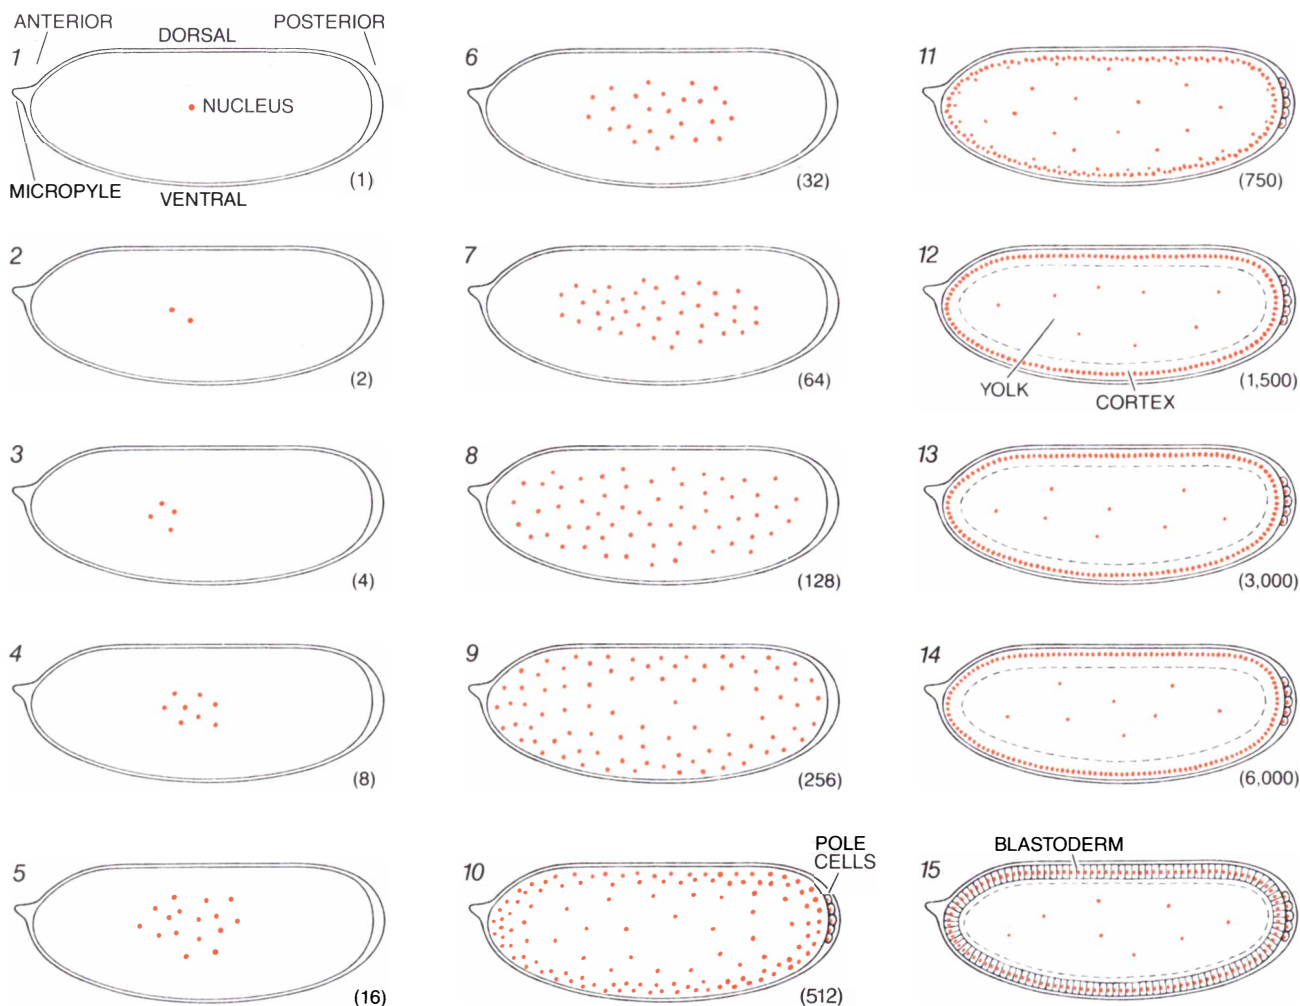 1
ANTERIOR
DORSAL
POSTERIOR
NUCLEUS
MICROPYLE
VENTRAL
(1)
2
(2)
3
(4)
4
(8)
5
(16)
6
(32)
7
(64)
8
(128)
9
(256)
10
POLE
CELLS
(512)
11
(750)
12
YOLK
CORTEX
(1,500)
13
(3,000)
14
(6,000)
15
BLASTODERM